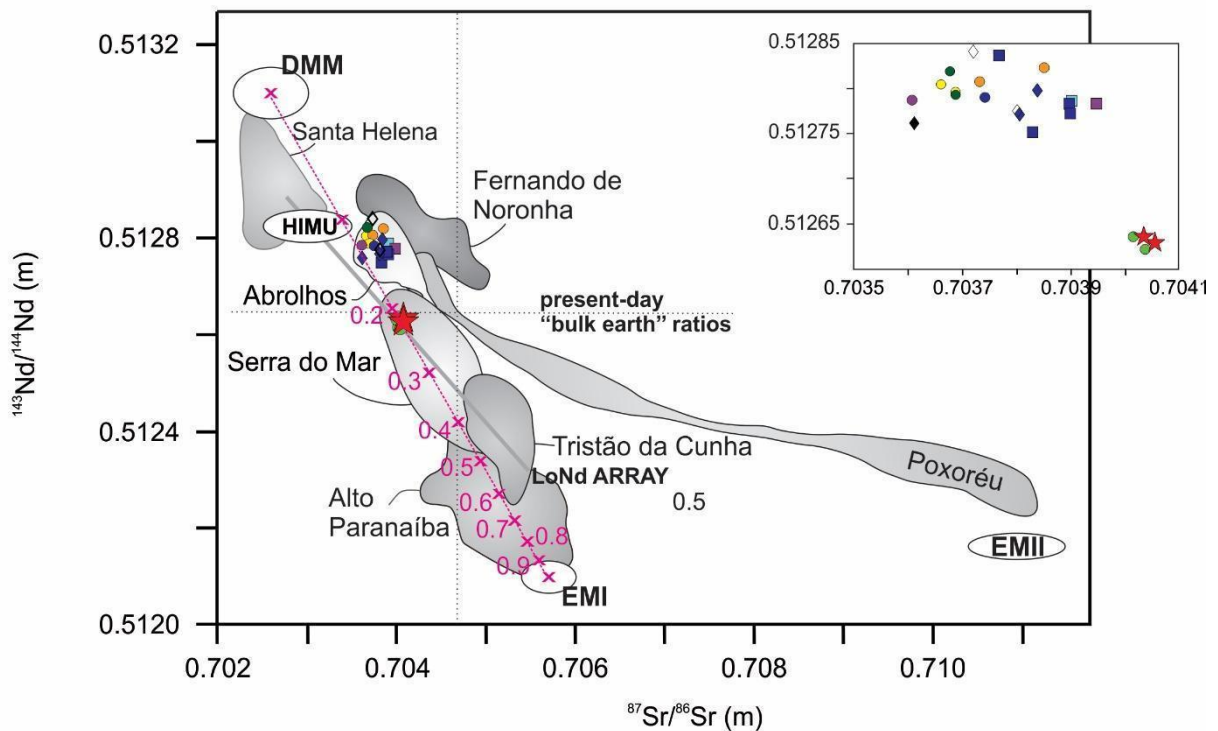 0.5132
DMM
Santa Helena
Fernando de
Noronha
HIMU
0.5128
Abrolhos
0.2
present-day
"bulk earth" ratios
Serra do Mar
0.3
0.4
0.5124
0.5
Tristão da Cunha
LoNd ARRAY
0.5
Poxoréu
Alto
Paranaíba
0.6
0.7
0.8
0.9
EMI
EMII
0.5120
0.702
0.704
0.706
0.708
0.710
⁸⁷Sr/⁸⁶Sr (m)
¹⁴³Nd/¹⁴⁴Nd (m)
0.51285
0.51275
0.51265
0.7035
0.7037
0.7039
0.7041